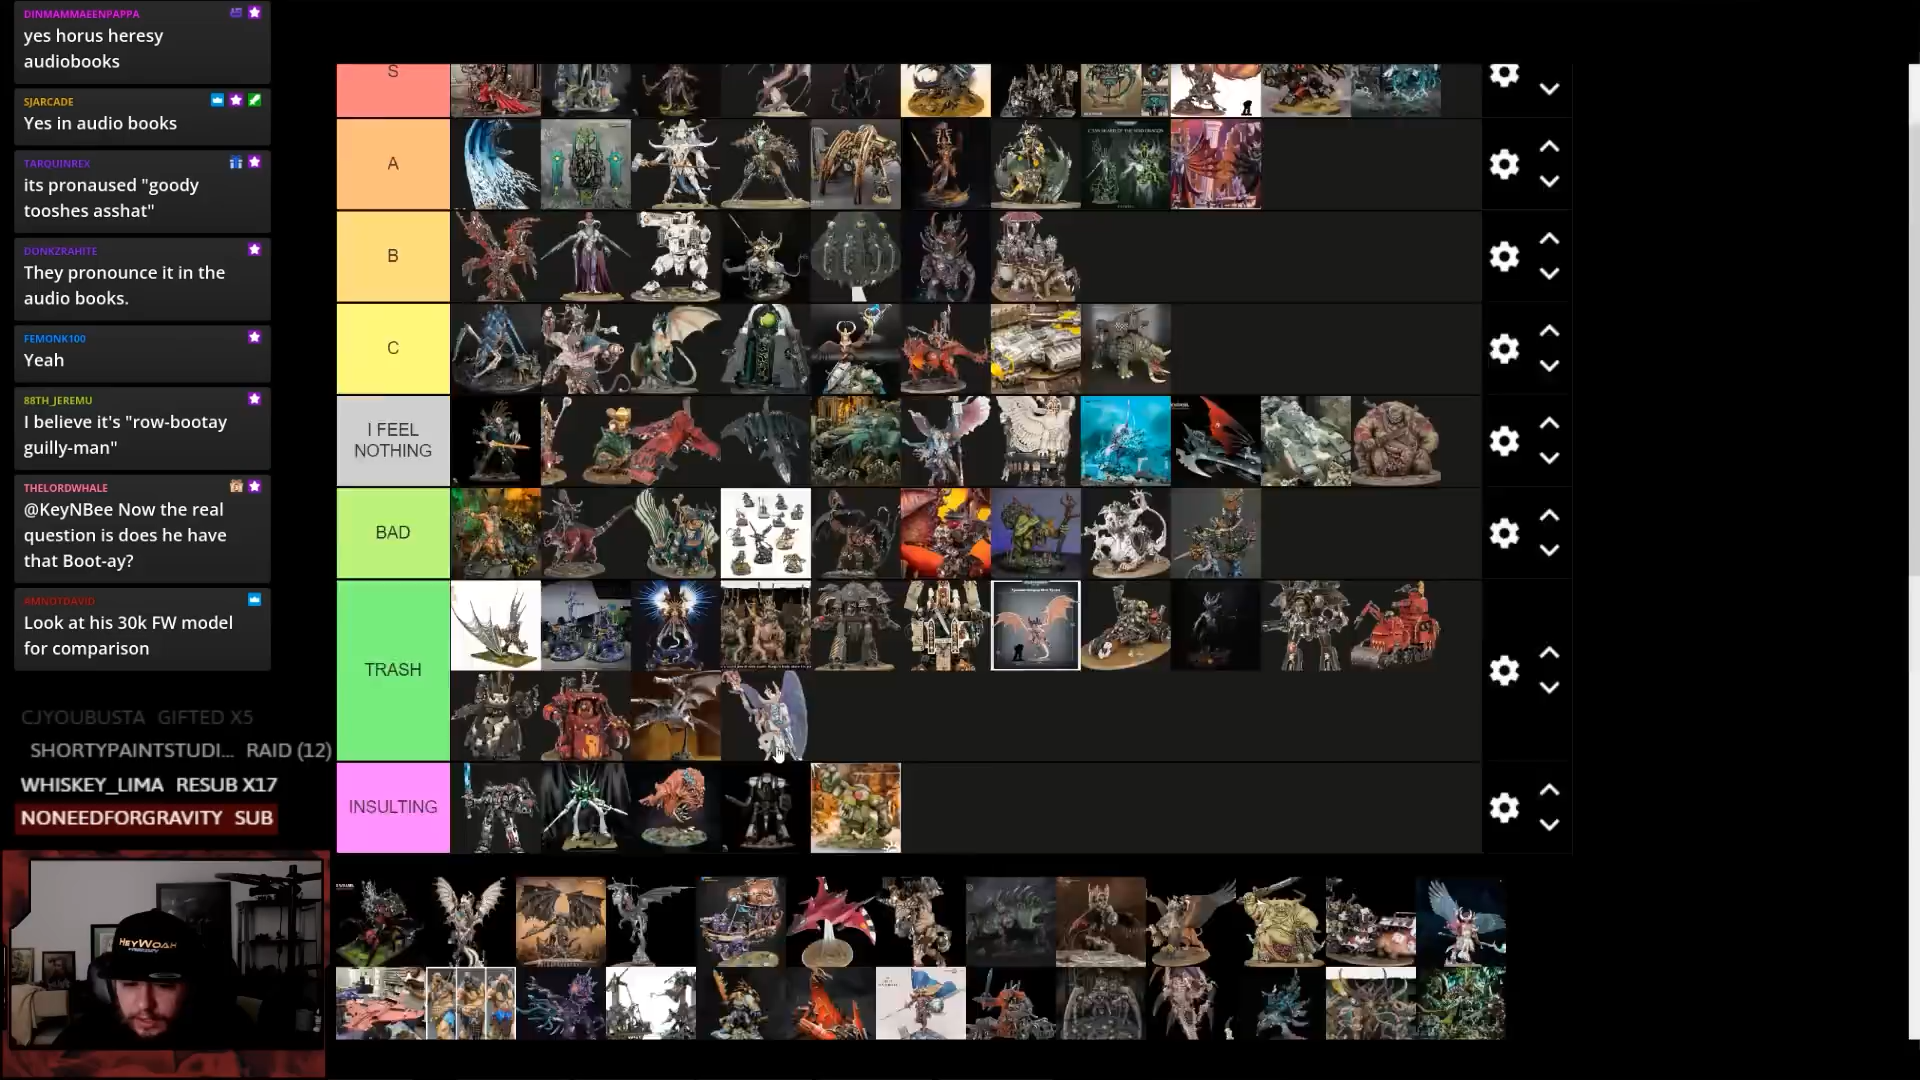 DINMAMMAEENPAPPA
yes horus heresy
audiobooks
SJARCADE
Yes in audio books
TARQUINREX
its pronaused "goody
tooshes asshat"
DONKZRAHITE
They pronounce it in the
audio books.
FEMONK100
Yeah
88TH_JEREMU
I believe it's "row-bootay
guilly-man"
THELORDWHALE
@KeyNBee Now the real
question is does he have
that Boot-ay?
IAMNOTDAVID
Look at his 30k FW model
for comparison
CJYOUBUSTA GIFTED X5
SHORTYPAINTSTUDI... RAID (12)
WHISKEY_LIMA RESUB X17
NONEEDFORGRAVITY SUB
HEYWOAH
S
A
B
C
I FEEL
NOTHING
BAD
TRASH
INSULTING